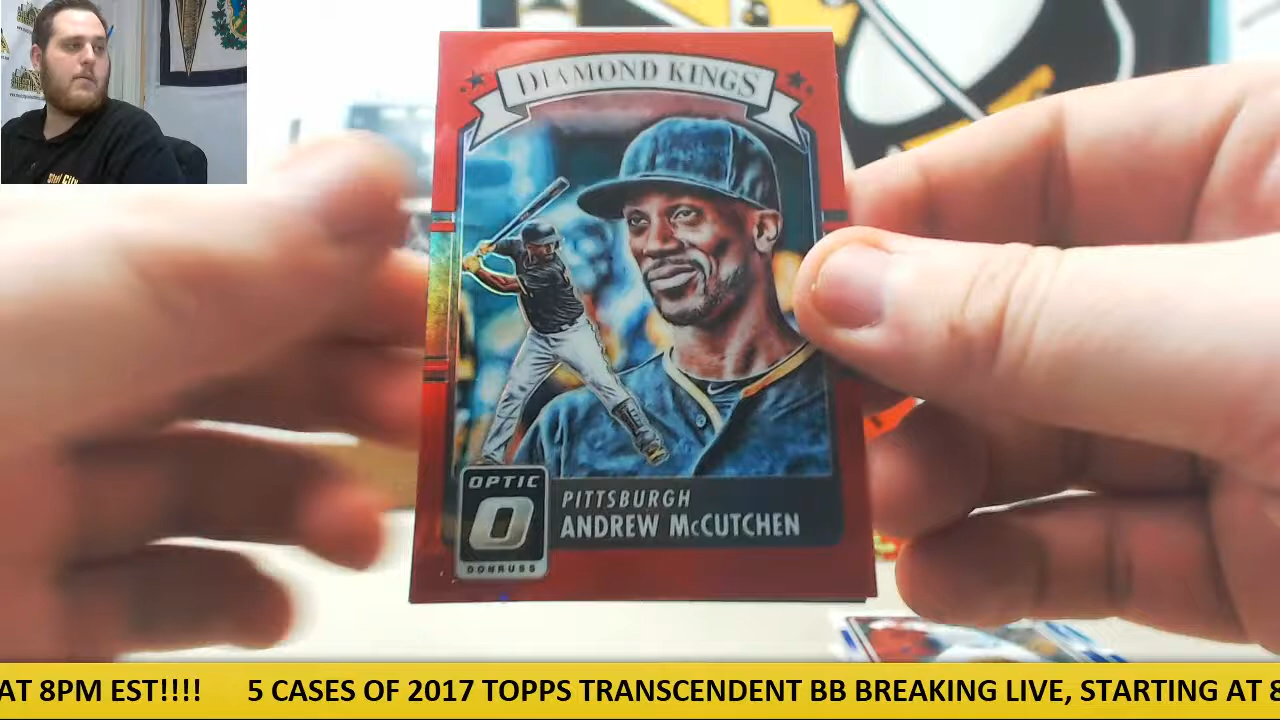 DIAMOND KINGS
OPTIC
DONRUSS
PITTSBURGH
ANDREW McCUTCHEN
AT 8PM EST!!!! 5 CASES OF 2017 TOPPS TRANSCENDENT BB BREAKING LIVE, STARTING AT 8